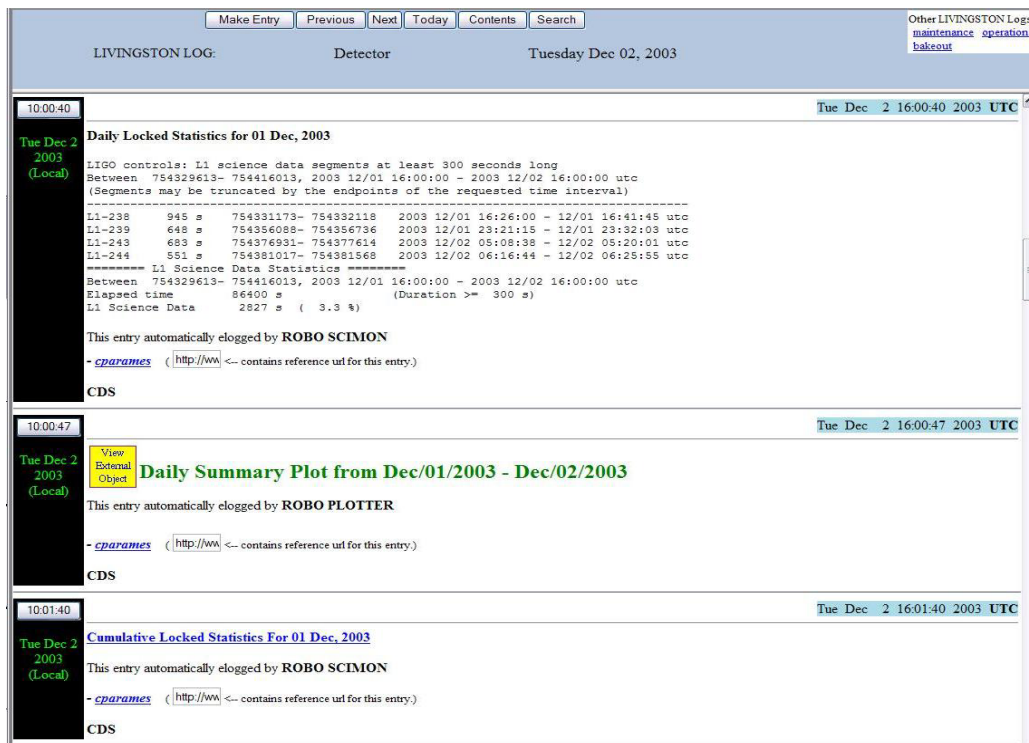 Make Entry Previous Next Today Contents Search
Other LIVINGSTON Logs
maintenance operation
bakeout
LIVINGSTON LOG: Detector Tuesday Dec 02, 2003
10:00:40
Tue Dec 2 16:00:40 2003 UTC
Tue Dec 2
2003
(Local)
Daily Locked Statistics for 01 Dec, 2003
LIGO controls: L1 science data segments at least 300 seconds long
Between 754329613- 754416013, 2003 12/01 16:00:00 - 2003 12/02 16:00:00 utc
(Segments may be truncated by the endpoints of the requested time interval)
--------------------------------------------------------------------------------
L1-238 945 s 754331173- 754332118 2003 12/01 16:26:00 - 12/01 16:41:45 utc
L1-239 648 s 754356088- 754356736 2003 12/01 23:21:15 - 12/01 23:32:03 utc
L1-243 683 s 754376931- 754377614 2003 12/02 05:08:38 - 12/02 05:20:01 utc
L1-244 551 s 754381017- 754381568 2003 12/02 06:16:44 - 12/02 06:25:55 utc
======== L1 Science Data Statistics ========
Between 754329613- 754416013, 2003 12/01 16:00:00 - 2003 12/02 16:00:00 utc
Elapsed time 86400 s (Duration >= 300 s)
L1 Science Data 2827 s ( 3.3 %)
This entry automatically elogged by ROBO SCIMON
- cparames ( http://ww <-- contains reference url for this entry.)
CDS
10:00:47
Tue Dec 2 16:00:47 2003 UTC
Tue Dec 2
2003
(Local)
View
External
Object
Daily Summary Plot from Dec/01/2003 - Dec/02/2003
This entry automatically elogged by ROBO PLOTTER
- cparames ( http://ww <-- contains reference url for this entry.)
CDS
10:01:40
Tue Dec 2 16:01:40 2003 UTC
Tue Dec 2
2003
(Local)
Cumulative Locked Statistics For 01 Dec, 2003
This entry automatically elogged by ROBO SCIMON
- cparames ( http://ww <-- contains reference url for this entry.)
CDS